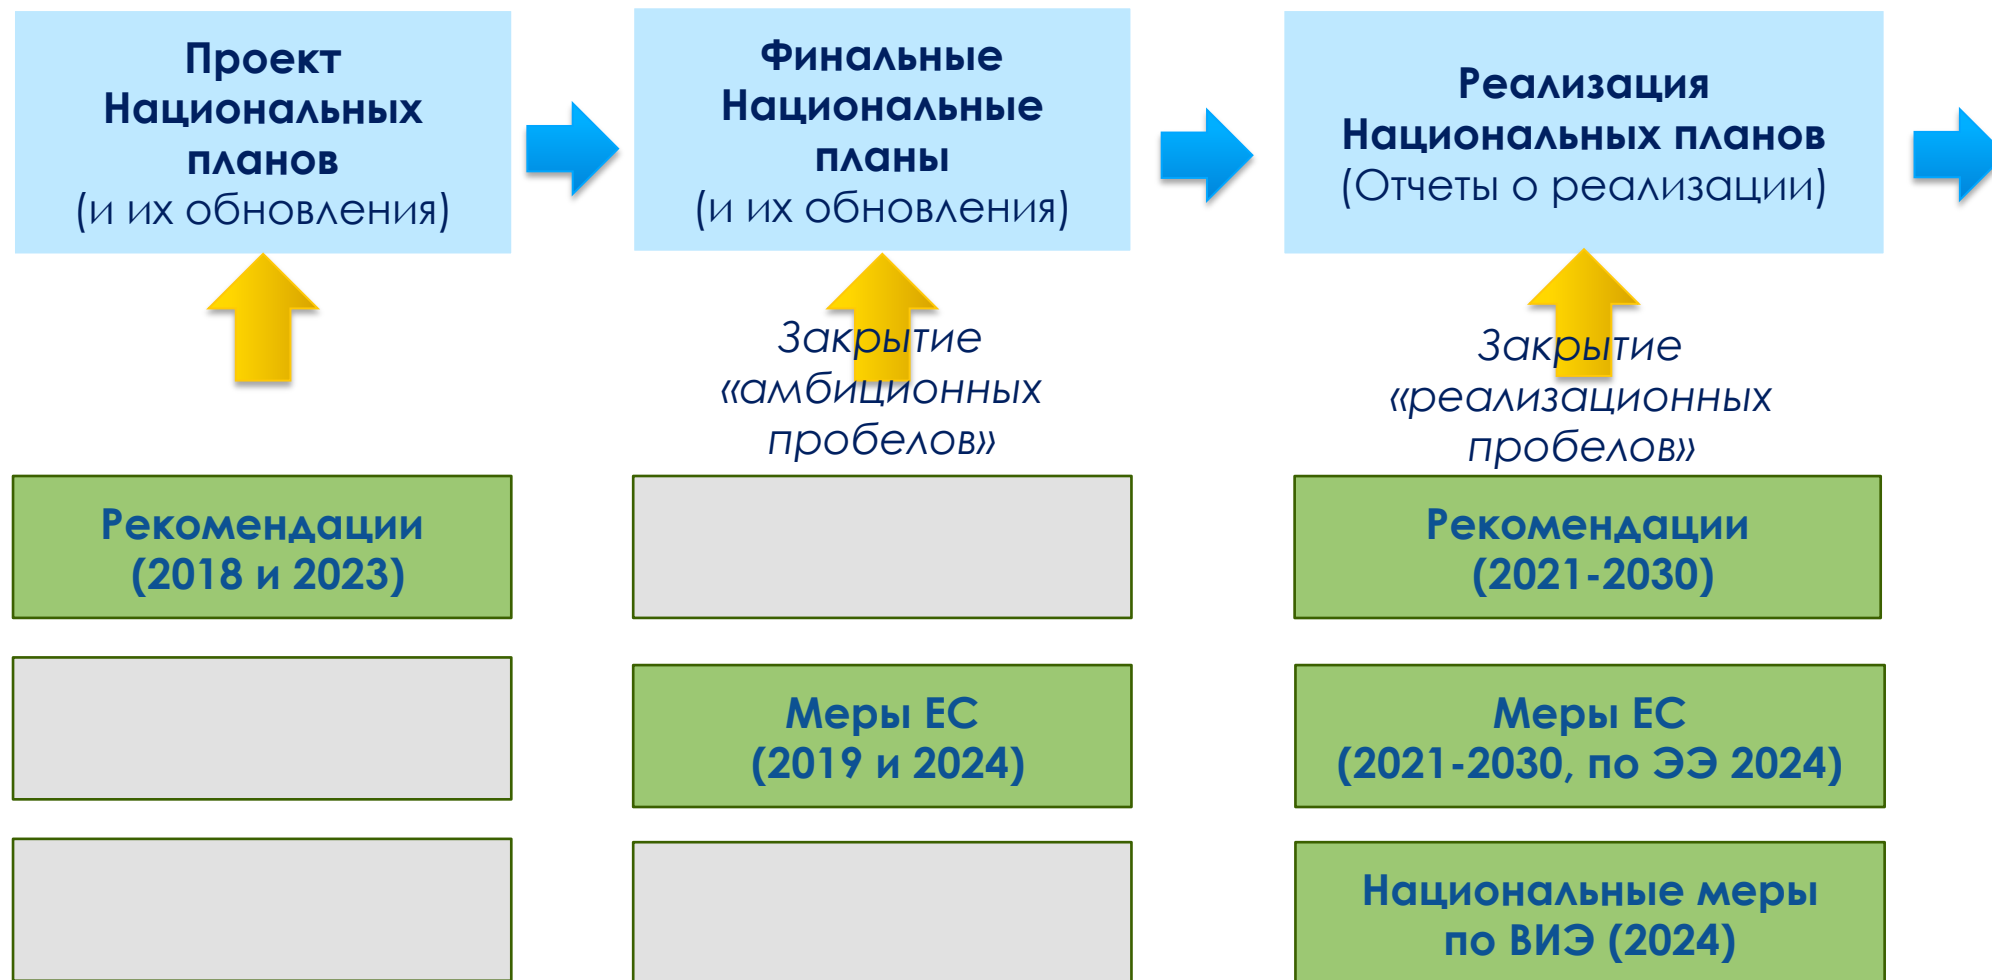 Проект
Национальных
планов
(и их обновления)
Финальные
Национальные
планы
(и их обновления)
Реализация
Национальных планов
(Отчеты о реализации)
Закрытие
«амбиционных
пробелов»
Закрытие
«реализационных
пробелов»
Рекомендации
(2018 и 2023)
Рекомендации
(2021-2030)
Меры ЕС
(2019 и 2024)
Меры ЕС
(2021-2030, по ЭЭ 2024)
Национальные меры
по ВИЭ (2024)